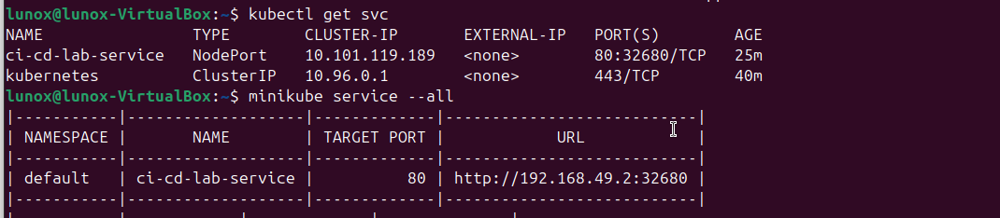 lunox@lunox-VirtualBox:~$ kubectl get svc
NAME TYPE CLUSTER-IP EXTERNAL-IP PORT(S) AGE
ci-cd-lab-service NodePort 10.101.119.189 <none> 80:32680/TCP 25m
kubernetes ClusterIP 10.96.0.1 <none> 443/TCP 40m
lunox@lunox-VirtualBox:~$ minikube service --all
|-----------|-------------------|-------------|---------------------------|
| NAMESPACE | NAME | TARGET PORT | URL |
|-----------|-------------------|-------------|---------------------------|
| default | ci-cd-lab-service | 80 | http://192.168.49.2:32680 |
|-----------|-------------------|-------------|---------------------------|